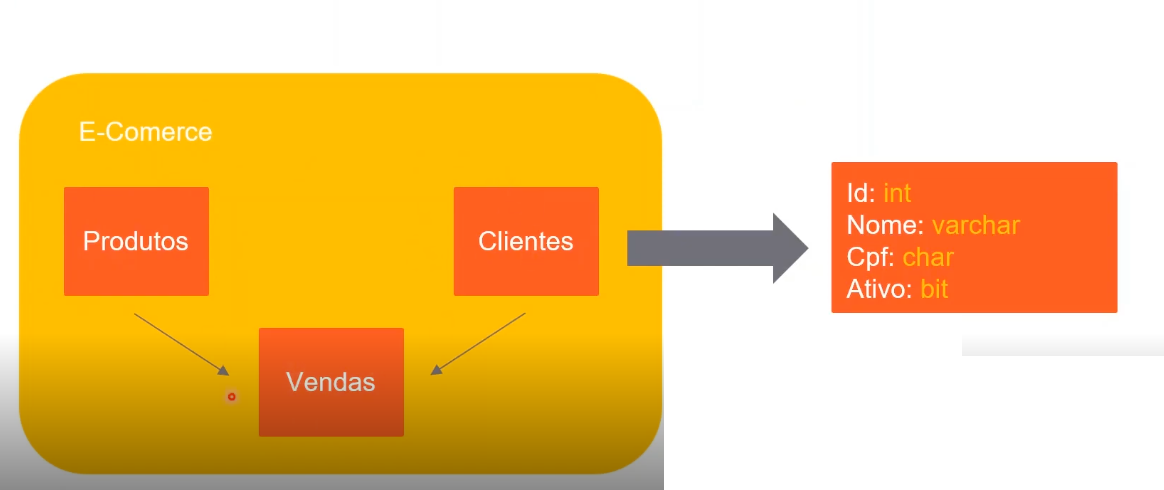 E-Comerce
Produtos
Clientes
Vendas
Id: int
Nome: varchar
Cpf: char
Ativo: bit